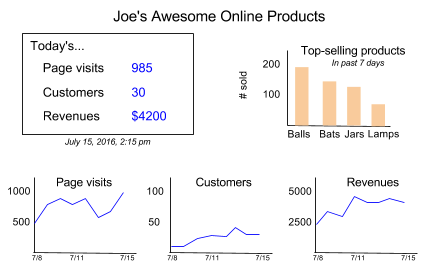 Joe's Awesome Online Products
Today's...
Page visits 985
Customers 30
Revenues $4200
July 15, 2016, 2:15 pm
Top-selling products
In past 7 days
# sold
200
100
Balls Bats Jars Lamps
Page visits
1000
500
7/8 7/11 7/15
Customers
100
50
7/8 7/11 7/15
Revenues
5000
2500
7/8 7/11 7/15